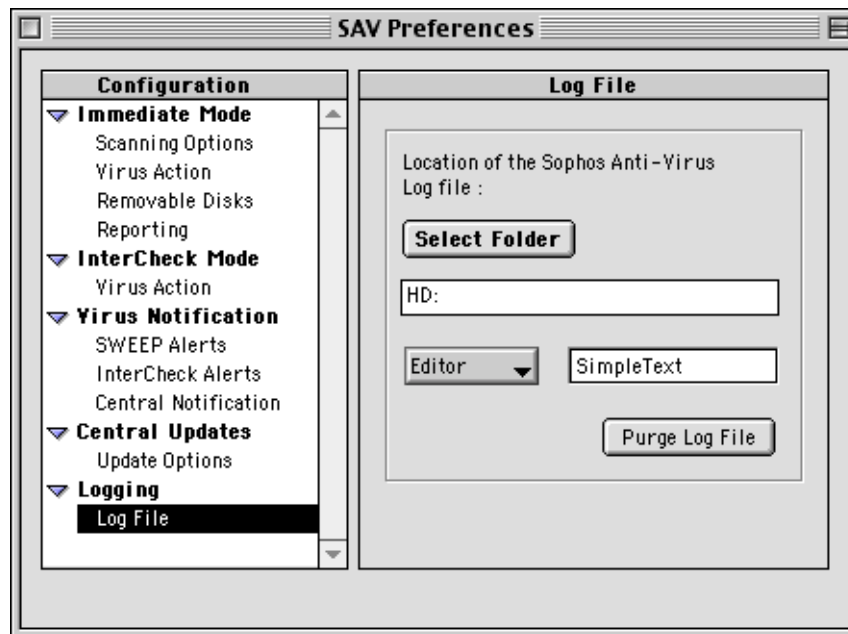 SAV Preferences
Configuration
Immediate Mode
Scanning Options
Virus Action
Removable Disks
Reporting
InterCheck Mode
Virus Action
Virus Notification
SWEEP Alerts
InterCheck Alerts
Central Notification
Central Updates
Update Options
Logging
Log File
Log File
Location of the Sophos Anti-Virus
Log file :
Select Folder
HD:
Editor
SimpleText
Purge Log File